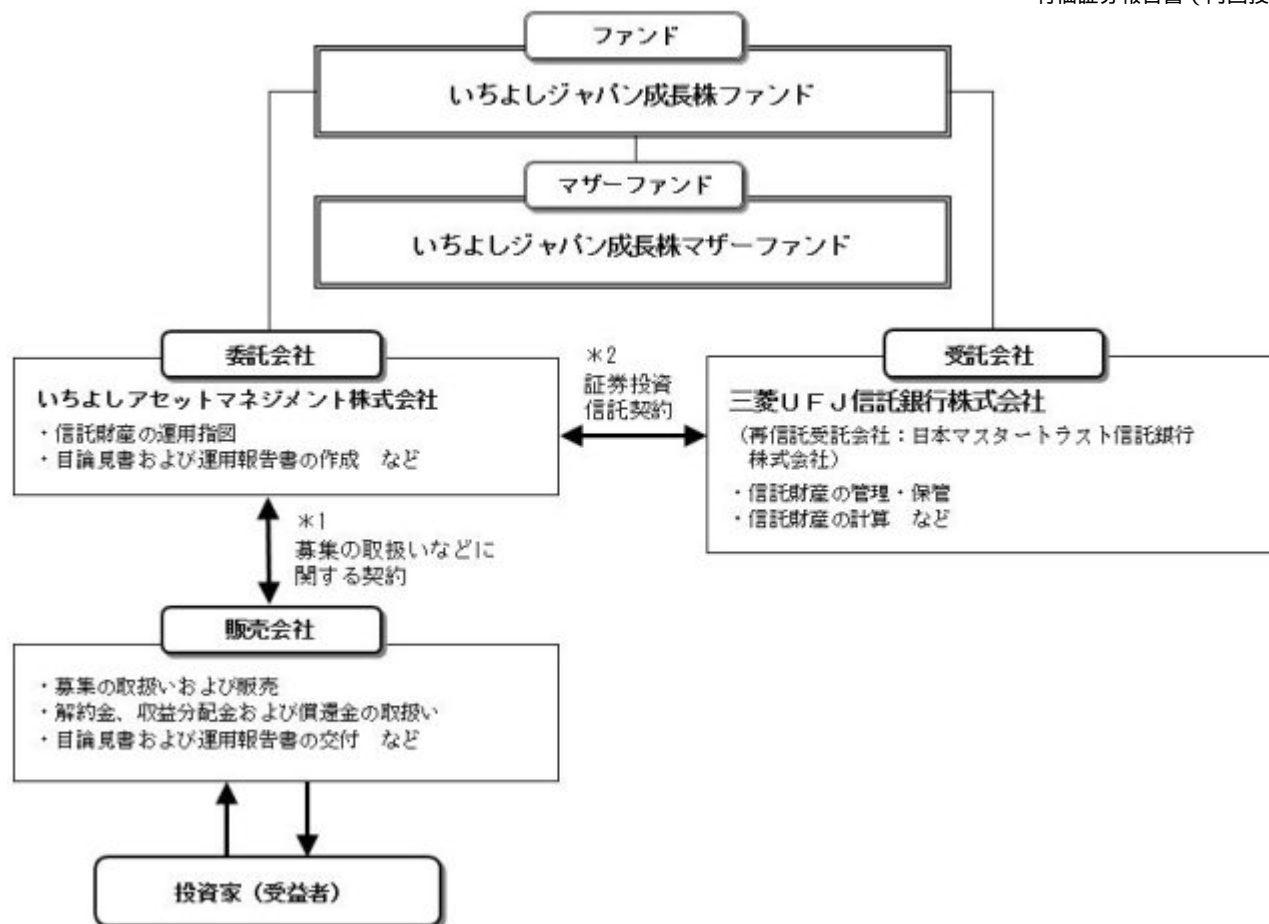 ファンド
いちよしジャパン成長株ファンド
マザーファンド
いちよしジャパン成長株マザーファンド
委託会社
いちよしアセットマネジメント株式会社
・信託財産の運用指図
・目論見書および運用報告書の作成 など
*2
証券投資
信託契約
受託会社
三菱UFJ信託銀行株式会社
(再信託受託会社:日本マスタートラスト信託銀行
株式会社)
・信託財産の管理・保管
・信託財産の計算 など
*1
募集の取扱いなどに
関する契約
販売会社
・募集の取扱いおよび販売
・解約金、収益分配金および償還金の取扱い
・目論見書および運用報告書の交付 など
投資家(受益者)